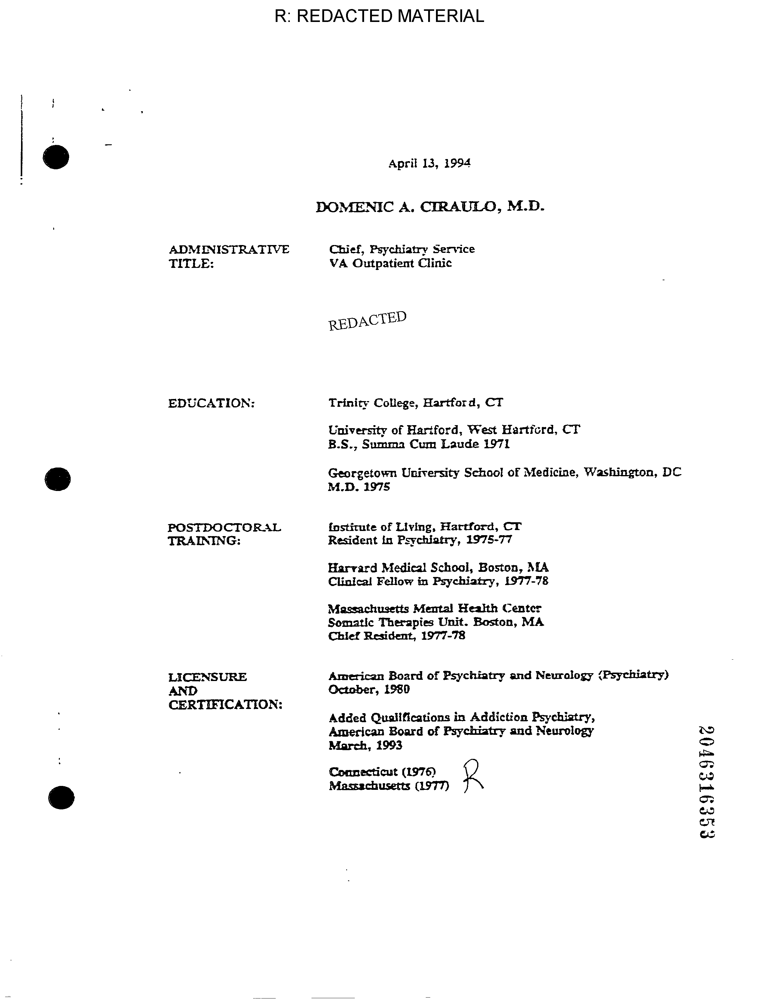 R: REDACTED MATERIAL
April 13, 1994
DOMENIC A. CIRAULO, M.D.
ADMINISTRATIVE
TITLE:
Chief, Psychiatry Service
VA Outpatient Clinic
REDACTED
EDUCATION:
Trinity College, Hartford, CT
University of Hartford, West Hartford, CT
B.S., Summa Cum Laude 1971
Georgetown University School of Medicine, Washington, DC
M.D. 1975
POSTDOCTORAL
TRAINING:
Institute of Living, Hartford, CT
Resident in Psychiatry, 1975-77
Harvard Medical School, Boston, MA
Clinical Fellow in Psychiatry, 1977-78
Massachusetts Mental Health Center
Somatic Therapies Unit. Boston, MA
Chief Resident, 1977-78
LICENSURE
AND
CERTIFICATION:
American Board of Psychiatry and Neurology (Psychiatry)
October, 1980
Added Qualifications in Addiction Psychiatry,
American Board of Psychiatry and Neurology
March, 1993
Connecticut (1976)
Massachusetts (1977)
R
2046316353